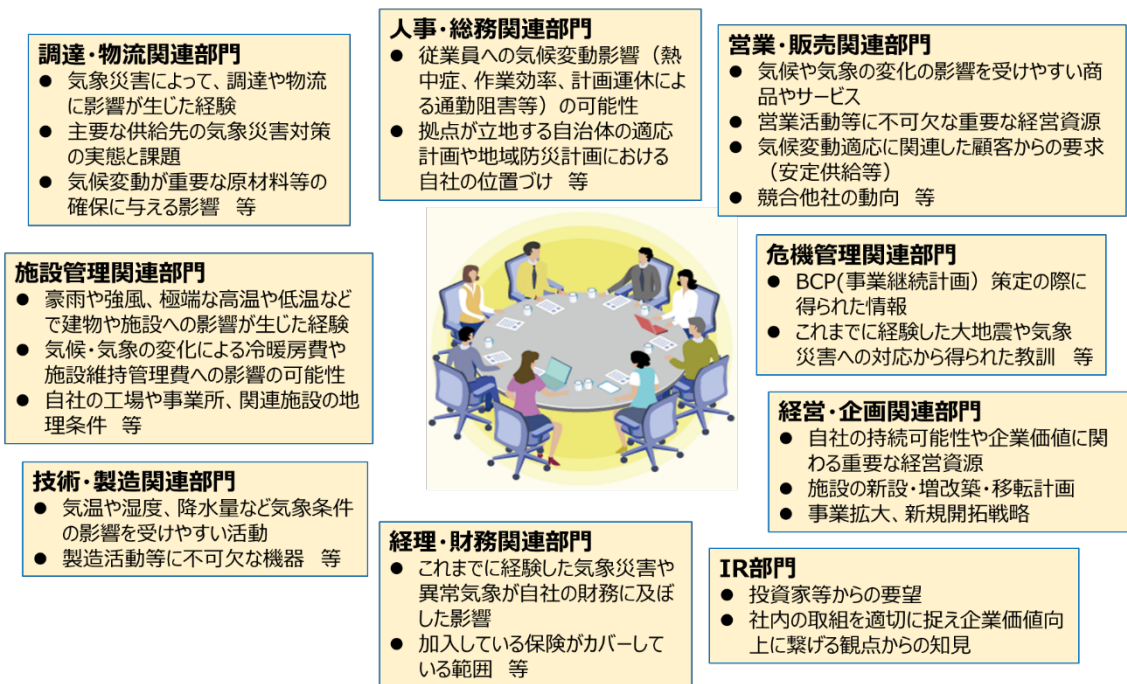 調達・物流関連部門
● 気象災害によって、調達や物流
に影響が生じた経験
● 主要な供給先の気象災害対策
の実態と課題
● 気候変動が重要な原材料等の
確保に与える影響 等
人事・総務関連部門
● 従業員への気候変動影響（熱
中症、作業効率、計画運休によ
る通勤阻害等）の可能性
● 拠点が立地する自治体の適応
計画や地域防災計画における
自社の位置づけ 等
営業・販売関連部門
● 気候や気象の変化の影響を受けやすい商
品やサービス
● 営業活動等に不可欠な重要な経営資源
● 気候変動適応に関連した顧客からの要求
（安定供給等）
● 競合他社の動向 等
施設管理関連部門
● 豪雨や強風、極端な高温や低温など
で建物や施設への影響が生じた経験
● 気候・気象の変化による冷暖房費や
施設維持管理費への影響の可能性
● 自社の工場や事業所、関連施設の地
理条件 等
危機管理関連部門
● BCP(事業継続計画）策定の際に
得られた情報
● これまでに経験した大地震や気象
災害への対応から得られた教訓 等
経営・企画関連部門
● 自社の持続可能性や企業価値に関
わる重要な経営資源
● 施設の新設・増改築・移転計画
● 事業拡大、新規開拓戦略
技術・製造関連部門
● 気温や湿度、降水量など気象条件
の影響を受けやすい活動
● 製造活動等に不可欠な機器 等
経理・財務関連部門
● これまでに経験した気象災害や
異常気象が自社の財務に及ぼ
した影響
● 加入している保険がカバーして
いる範囲 等
IR部門
● 投資家等からの要望
● 社内の取組を適切に捉え企業価値向
上に繋げる観点からの知見